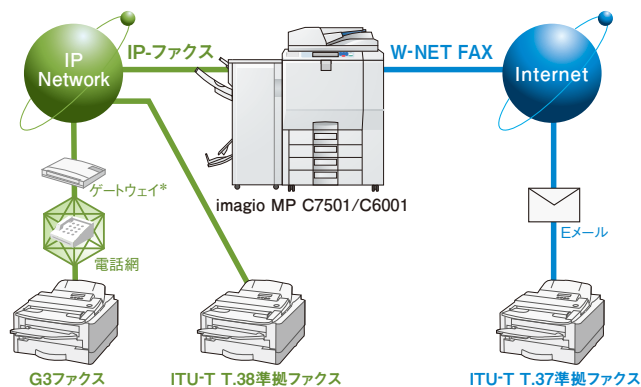 IP
Network
IP-ファクス
W-NET FAX
Internet
imagio MP C7501/C6001
ゲートウェイ*
電話網
Eメール
G3ファクス
ITU-T T.38準拠ファクス
ITU-T T.37準拠ファクス